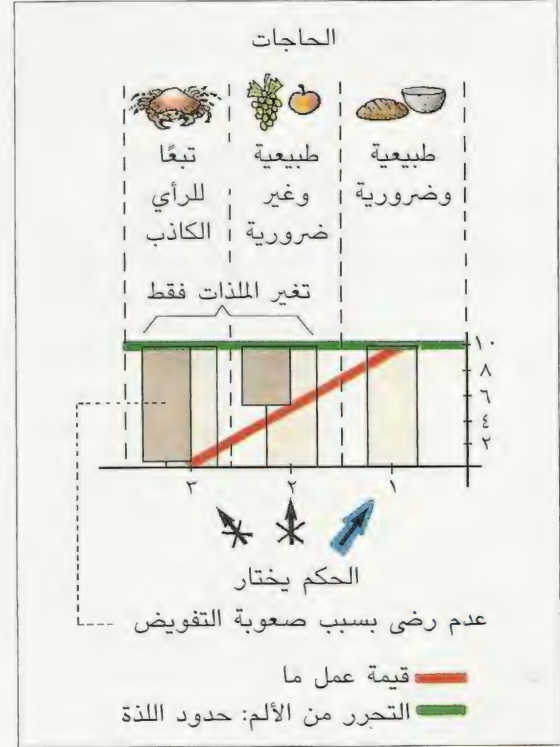 الحاجات
طبيعية
وضرورية
طبيعية
وغير
ضرورية
تبعًا
للرأي
الكاذب
تغير الملذات فقط
١٠
٨
٦
٤
٢
١
٢
٣
الحكم يختار
عدم رضى بسبب صعوبة التفويض
قيمة عمل ما
التحرر من الألم: حدود اللذة